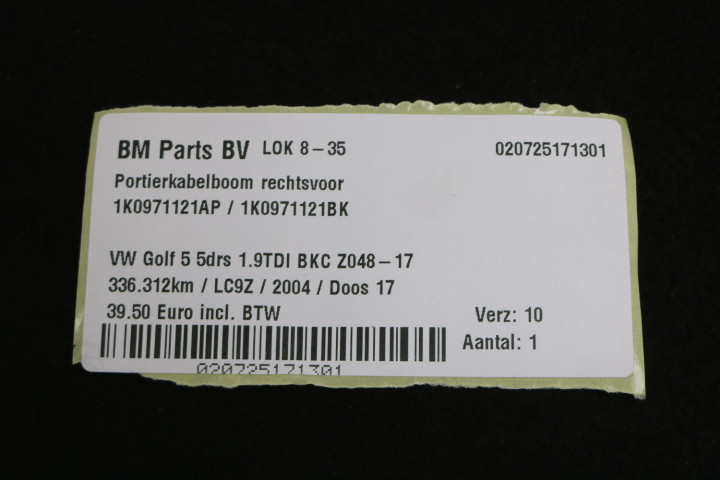 BM Parts BV LOK 8-35 020725171301
Portierkabelboom rechtsvoor
1K0971121AP / 1K0971121BK
VW Golf 5 5drs 1.9TDI BKC Z048-17
336.312km / LC9Z / 2004 / Doos 17
39.50 Euro incl. BTW Verz: 10
Aantal: 1
020725171301